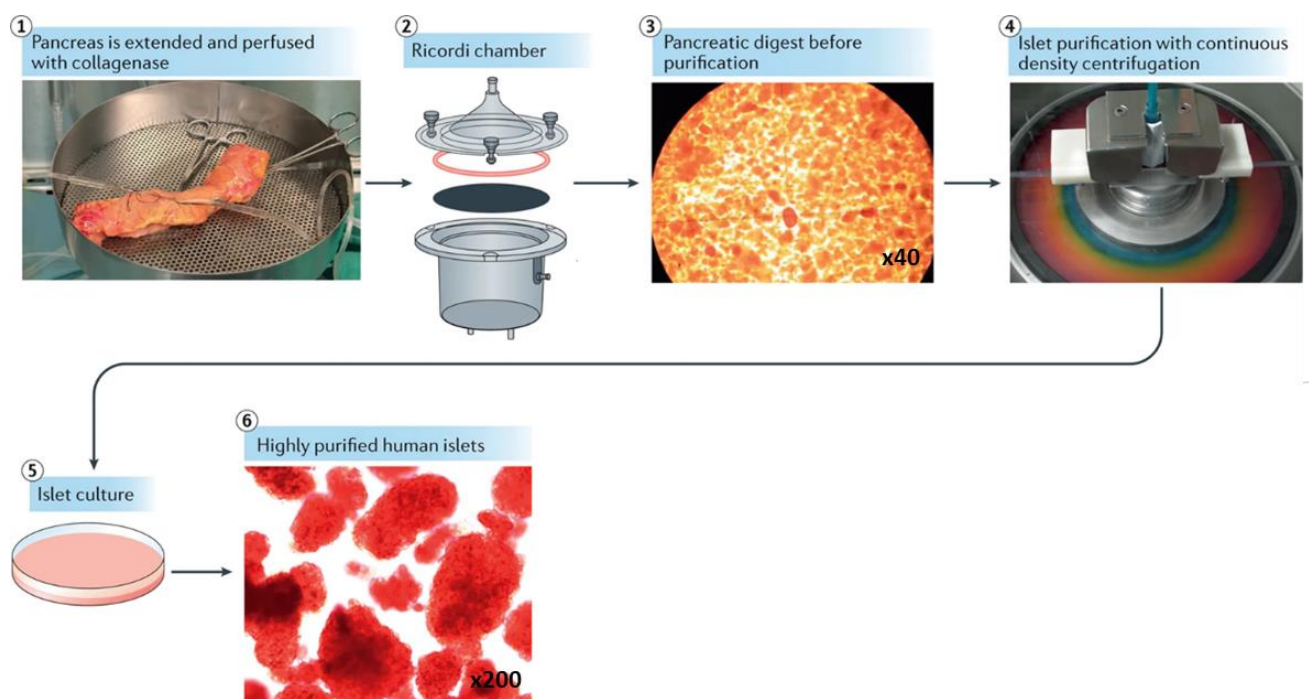 1
Pancreas is extended and perfused
with collagenase
2
Ricordi chamber
3
Pancreatic digest before
purification
x40
4
Islet purification with continuous
density centrifugation
5
Islet culture
6
Highly purified human islets
x200